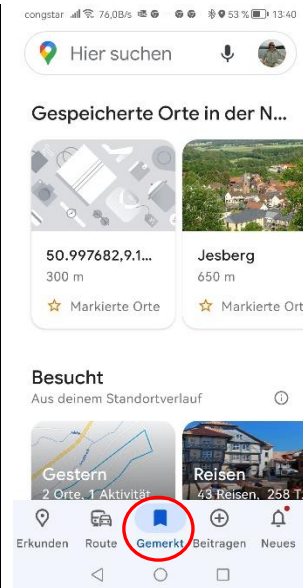 congstar 76,0B/s 53 % 13:40
Hier suchen
Gespeicherte Orte in der N...
50.997682,9.1...
300 m
Markierte Orte
Jesberg
650 m
Markierte Ort
Besucht
Aus deinem Standortverlauf
Gestern
2 Orte, 1 Aktivität
Reisen
43 Reisen, 258 T
Erkunden Route Gemerkt Beitragen Neues